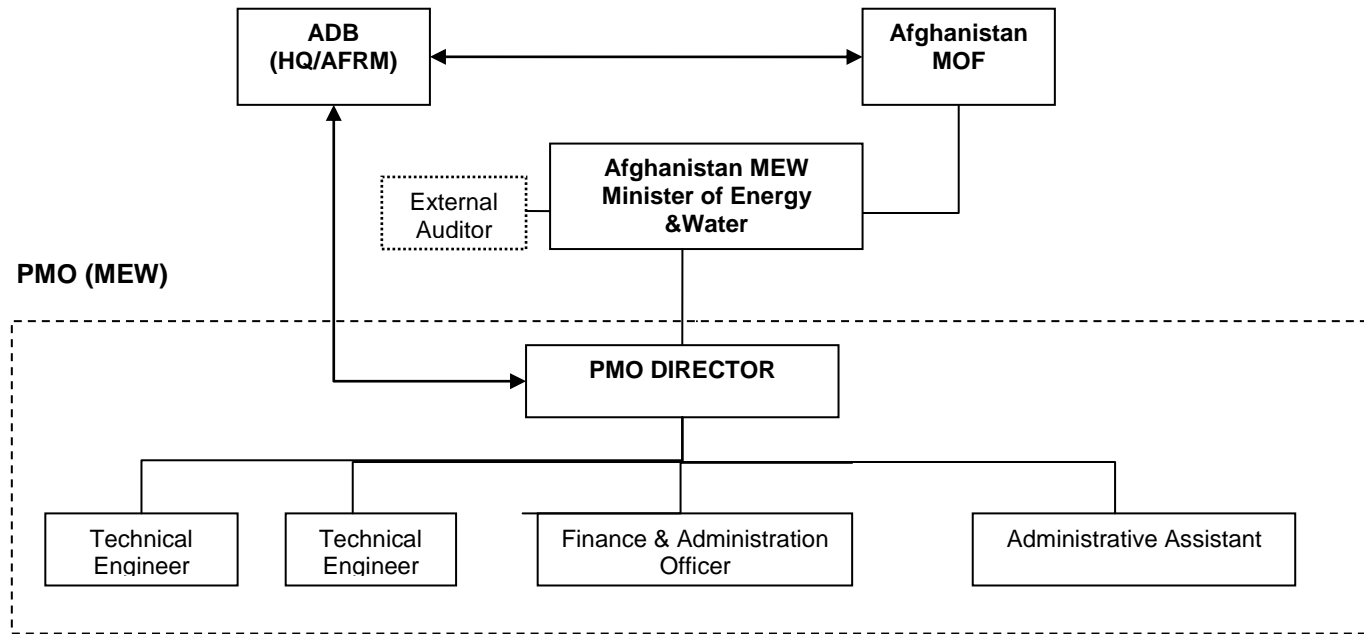 ADB
(HQ/AFRM)
Afghanistan
MOF
Afghanistan MEW
Minister of Energy
&Water
External
Auditor
PMO (MEW)
PMO DIRECTOR
Technical
Engineer
Technical
Engineer
Finance & Administration
Officer
Administrative Assistant